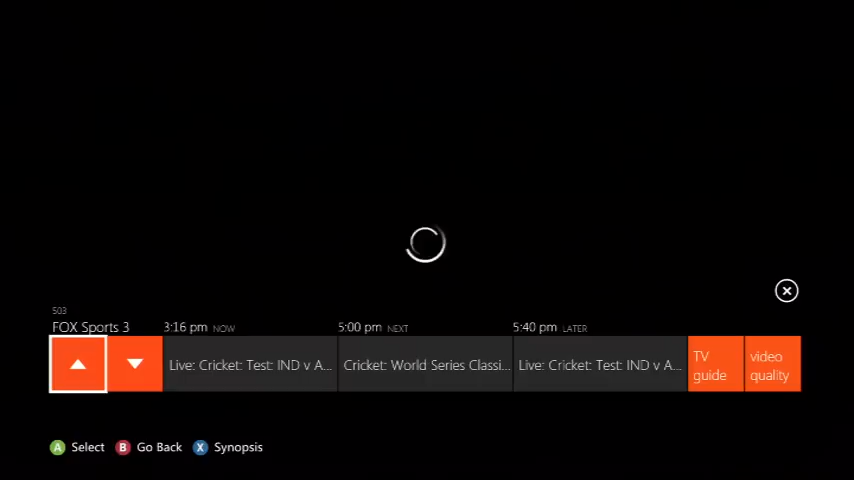 503
FOX Sports 3
3:16 pm NOW
5:00 pm NEXT
5:40 pm LATER
Live: Cricket: Test: IND v A...
Cricket: World Series Classi...
Live: Cricket: Test: IND v A...
TV
guide
video
quality
A Select
B Go Back
X Synopsis